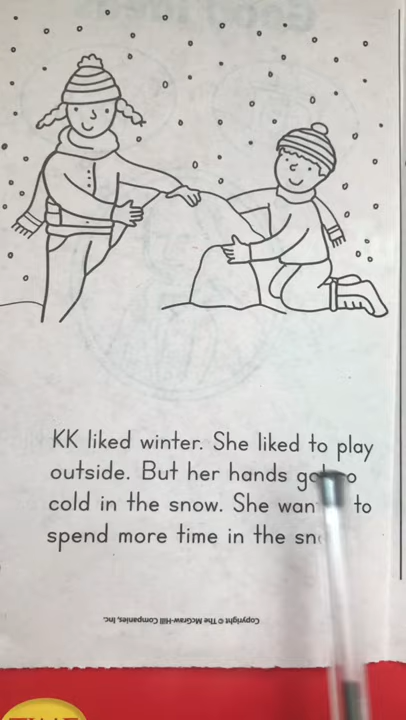 KK liked winter. She liked to play
outside. But her hands
cold in the snow. She to
spend more time in the
Copyright © The McGraw-Hill Companies, Inc.
TIME